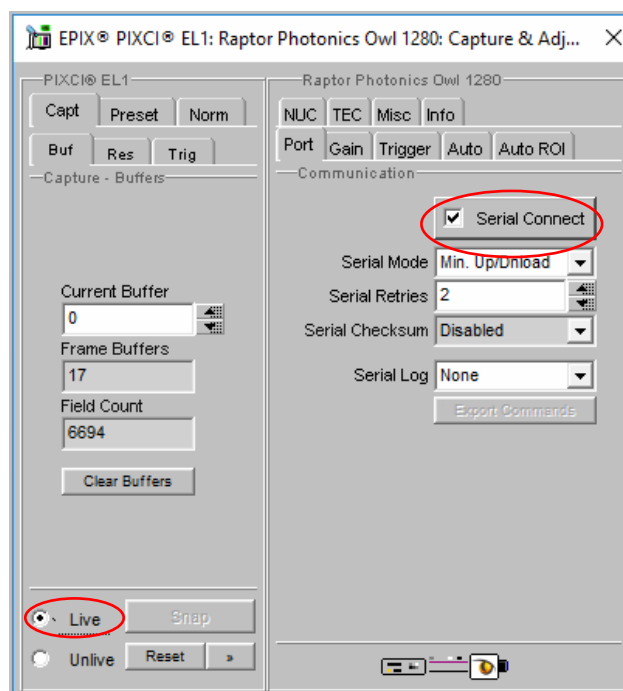 EPIX® PIXCI® EL1: Raptor Photonics Owl 1280: Capture & Adj...
PIXCI® EL1
Capt Preset Norm
Buf Res Trig
Capture - Buffers
Current Buffer
0
Frame Buffers
17
Field Count
6694
Clear Buffers
Live Snap
Unlive Reset »
Raptor Photonics Owl 1280
NUC TEC Misc Info
Port Gain Trigger Auto Auto ROI
Communication
Serial Connect
Serial Mode Min. Up/Dnload
Serial Retries 2
Serial Checksum Disabled
Serial Log None
Export Commands